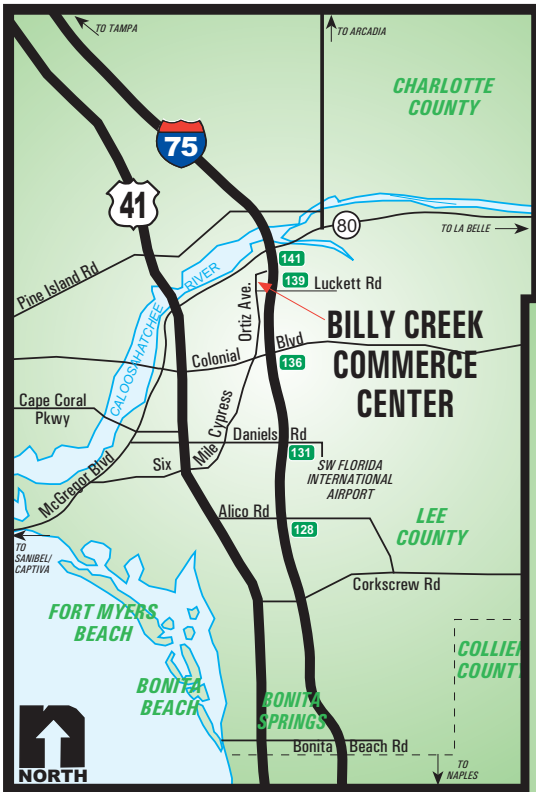 TO TAMPA
TO ARCADIA
CHARLOTTE
COUNTY
75
41
80
TO LA BELLE
141
139
Luckett Rd
Pine Island Rd
CALOOSAHATCHEE
RIVER
Ortiz Ave.
BILLY CREEK
COMMERCE
CENTER
Colonial
Blvd
136
Cape Coral
Pkwy
Daniels Rd
131
Six
Mile Cypress
McGregor Blvd
SW FLORIDA
INTERNATIONAL
AIRPORT
Alico Rd
128
LEE
COUNTY
TO
SANIBEL/
CAPTIVA
Corkscrew Rd
FORT MYERS
BEACH
COLLIER
COUNTY
BONITA
BEACH
BONITA
SPRINGS
Bonita Beach Rd
TO
NAPLES
n
NORTH